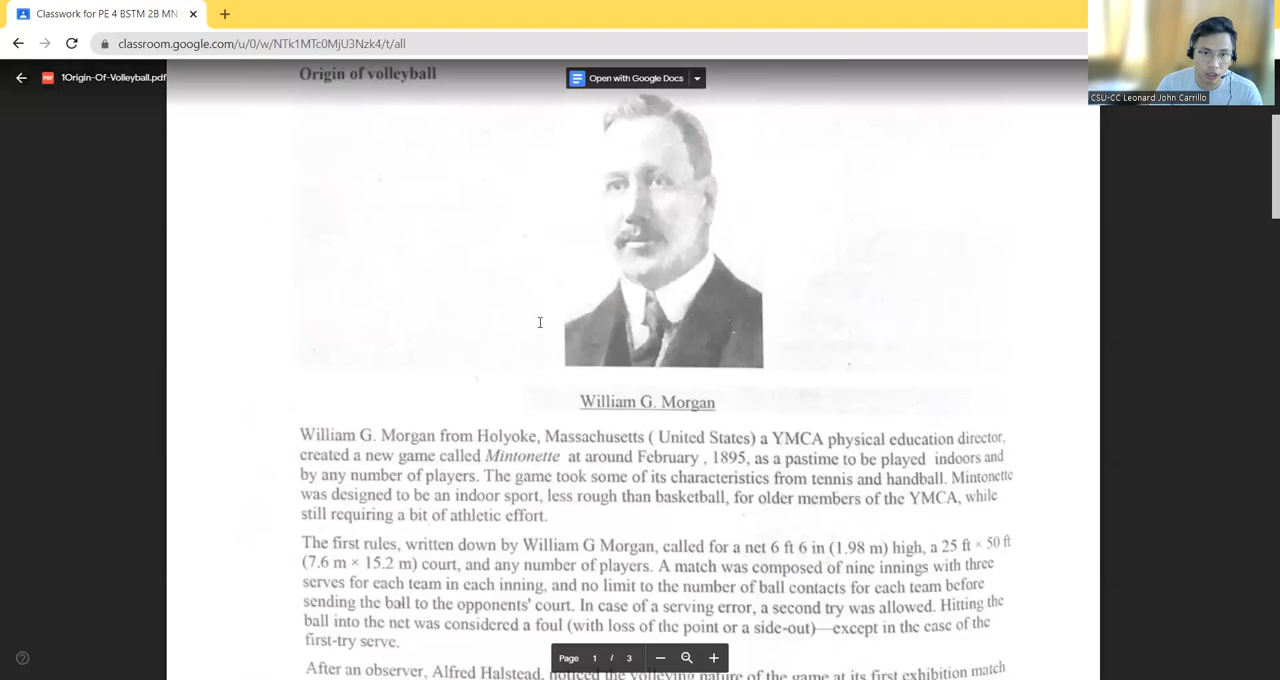 Classwork for PE 4 BSTM 2B MN
classroom.google.com/u/0/w/NTk1MTc0MjU3Nzk4/t/all
CSU-CC Leonard John Carrillo
PDF
1Origin-Of-Volleyball.pdf
Open with Google Docs
Origin of volleyball
William G. Morgan
William G. Morgan from Holyoke, Massachusetts ( United States) a YMCA physical education director,
created a new game called Mintonette at around February , 1895, as a pastime to be played indoors and
by any number of players. The game took some of its characteristics from tennis and handball. Mintonette
was designed to be an indoor sport, less rough than basketball, for older members of the YMCA, while
still requiring a bit of athletic effort.
The first rules, written down by William G Morgan, called for a net 6 ft 6 in (1.98 m) high, a 25 ft × 50 ft
(7.6 m × 15.2 m) court, and any number of players. A match was composed of nine innings with three
serves for each team in each inning, and no limit to the number of ball contacts for each team before
sending the ball to the opponents' court. In case of a serving error, a second try was allowed. Hitting the
ball into the net was considered a foul (with loss of the point or a side-out)—except in the case of the
first-try serve.
After an observer, Alfred Halstead, noticed the volleying nature of the game at its first exhibition match
Page 1 / 3